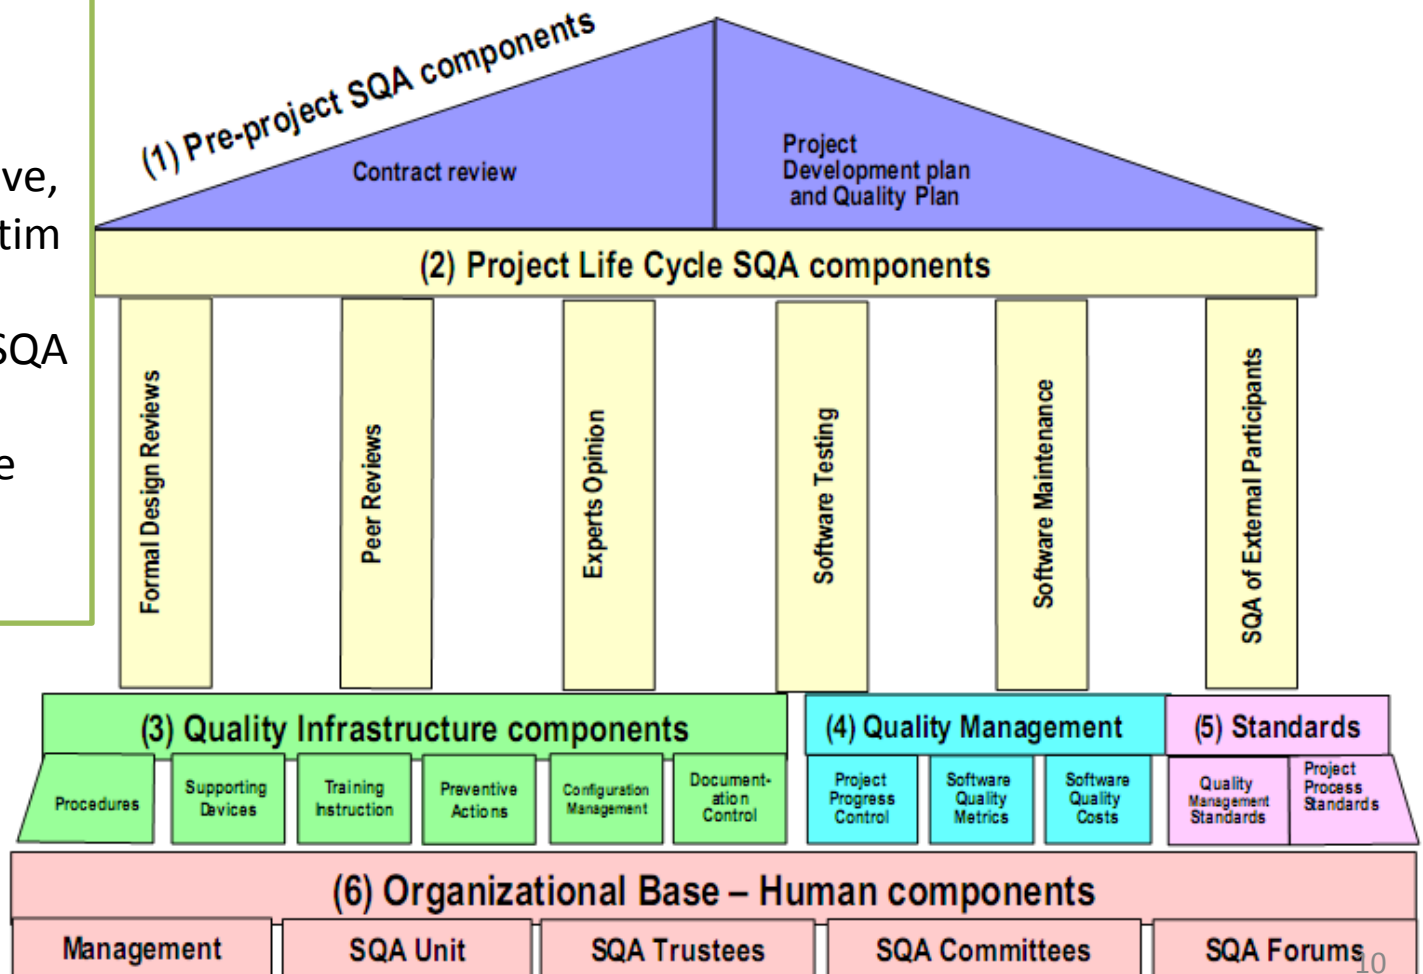 ve,
tim
SQA
e
(1) Pre-project SQA components
Contract review
Project
Development plan
and Quality Plan
(2) Project Life Cycle SQA components
Formal Design Reviews
Peer Reviews
Experts Opinion
Software Testing
Software Maintenance
SQA of External Participants
(3) Quality Infrastructure components
Procedures
Supporting
Devices
Training
Instruction
Preventive
Actions
Configuration
Management
Document-
ation
Control
(4) Quality Management
Project
Progress
Control
Software
Quality
Metrics
Software
Quality
Costs
(5) Standards
Quality
Management
Standards
Project
Process
Standards
(6) Organizational Base – Human components
Management
SQA Unit
SQA Trustees
SQA Committees
SQA Forums
10